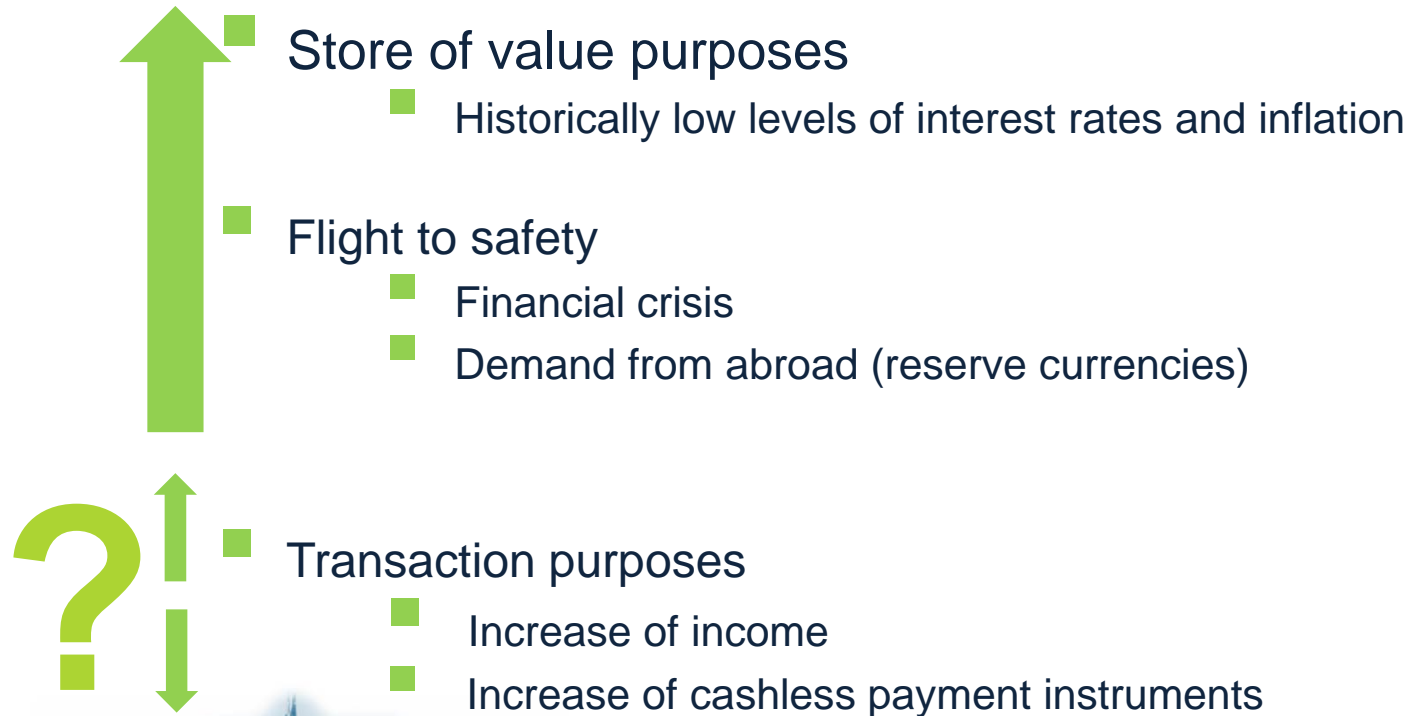 Store of value purposes
Historically low levels of interest rates and inflation
Flight to safety
Financial crisis
Demand from abroad (reserve currencies)
?
Transaction purposes
Increase of income
Increase of cashless payment instruments